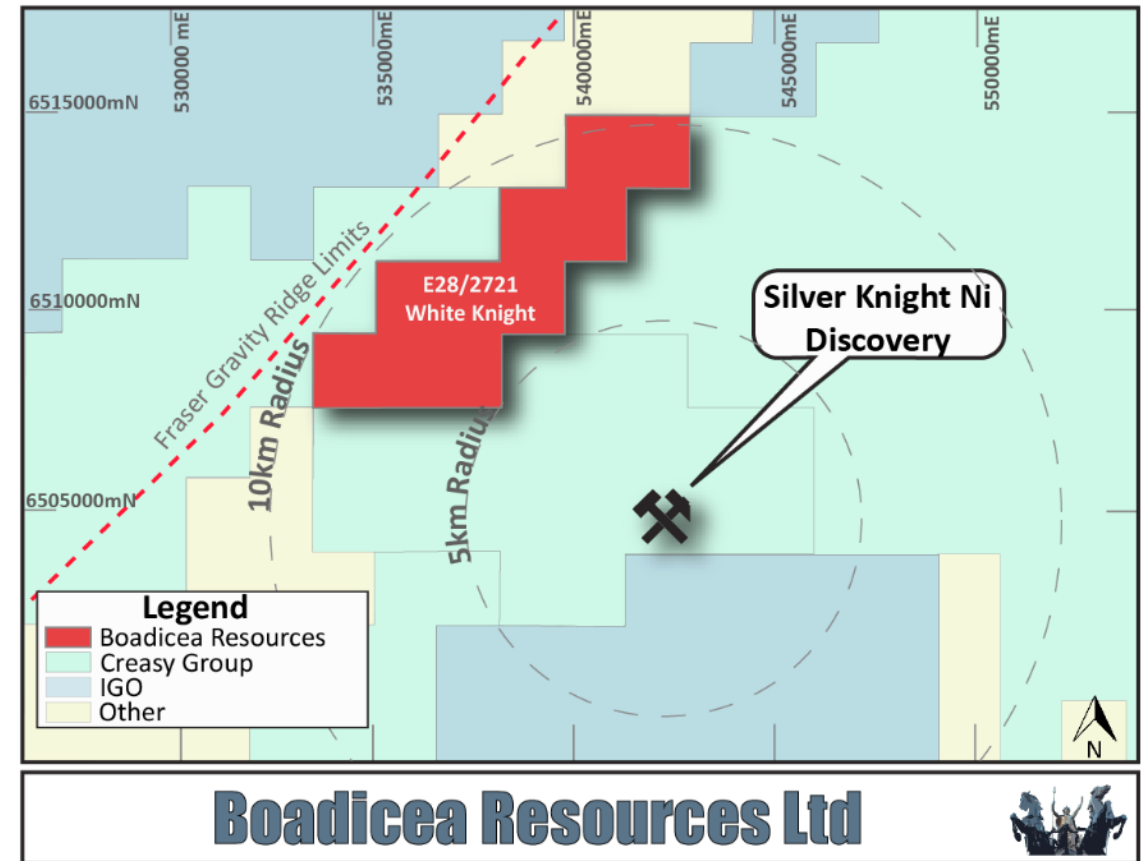 530000 mE
535000mE
540000mE
545000mE
550000mE
6515000mN
6510000mN
6505000mN
Fraser Gravity Ridge Limits
E28/2721
White Knight
Silver Knight Ni
Discovery
10km Radius
5km Radius
Legend
Boadicea Resources
Creasy Group
IGO
Other
N
Boadicea Resources Ltd